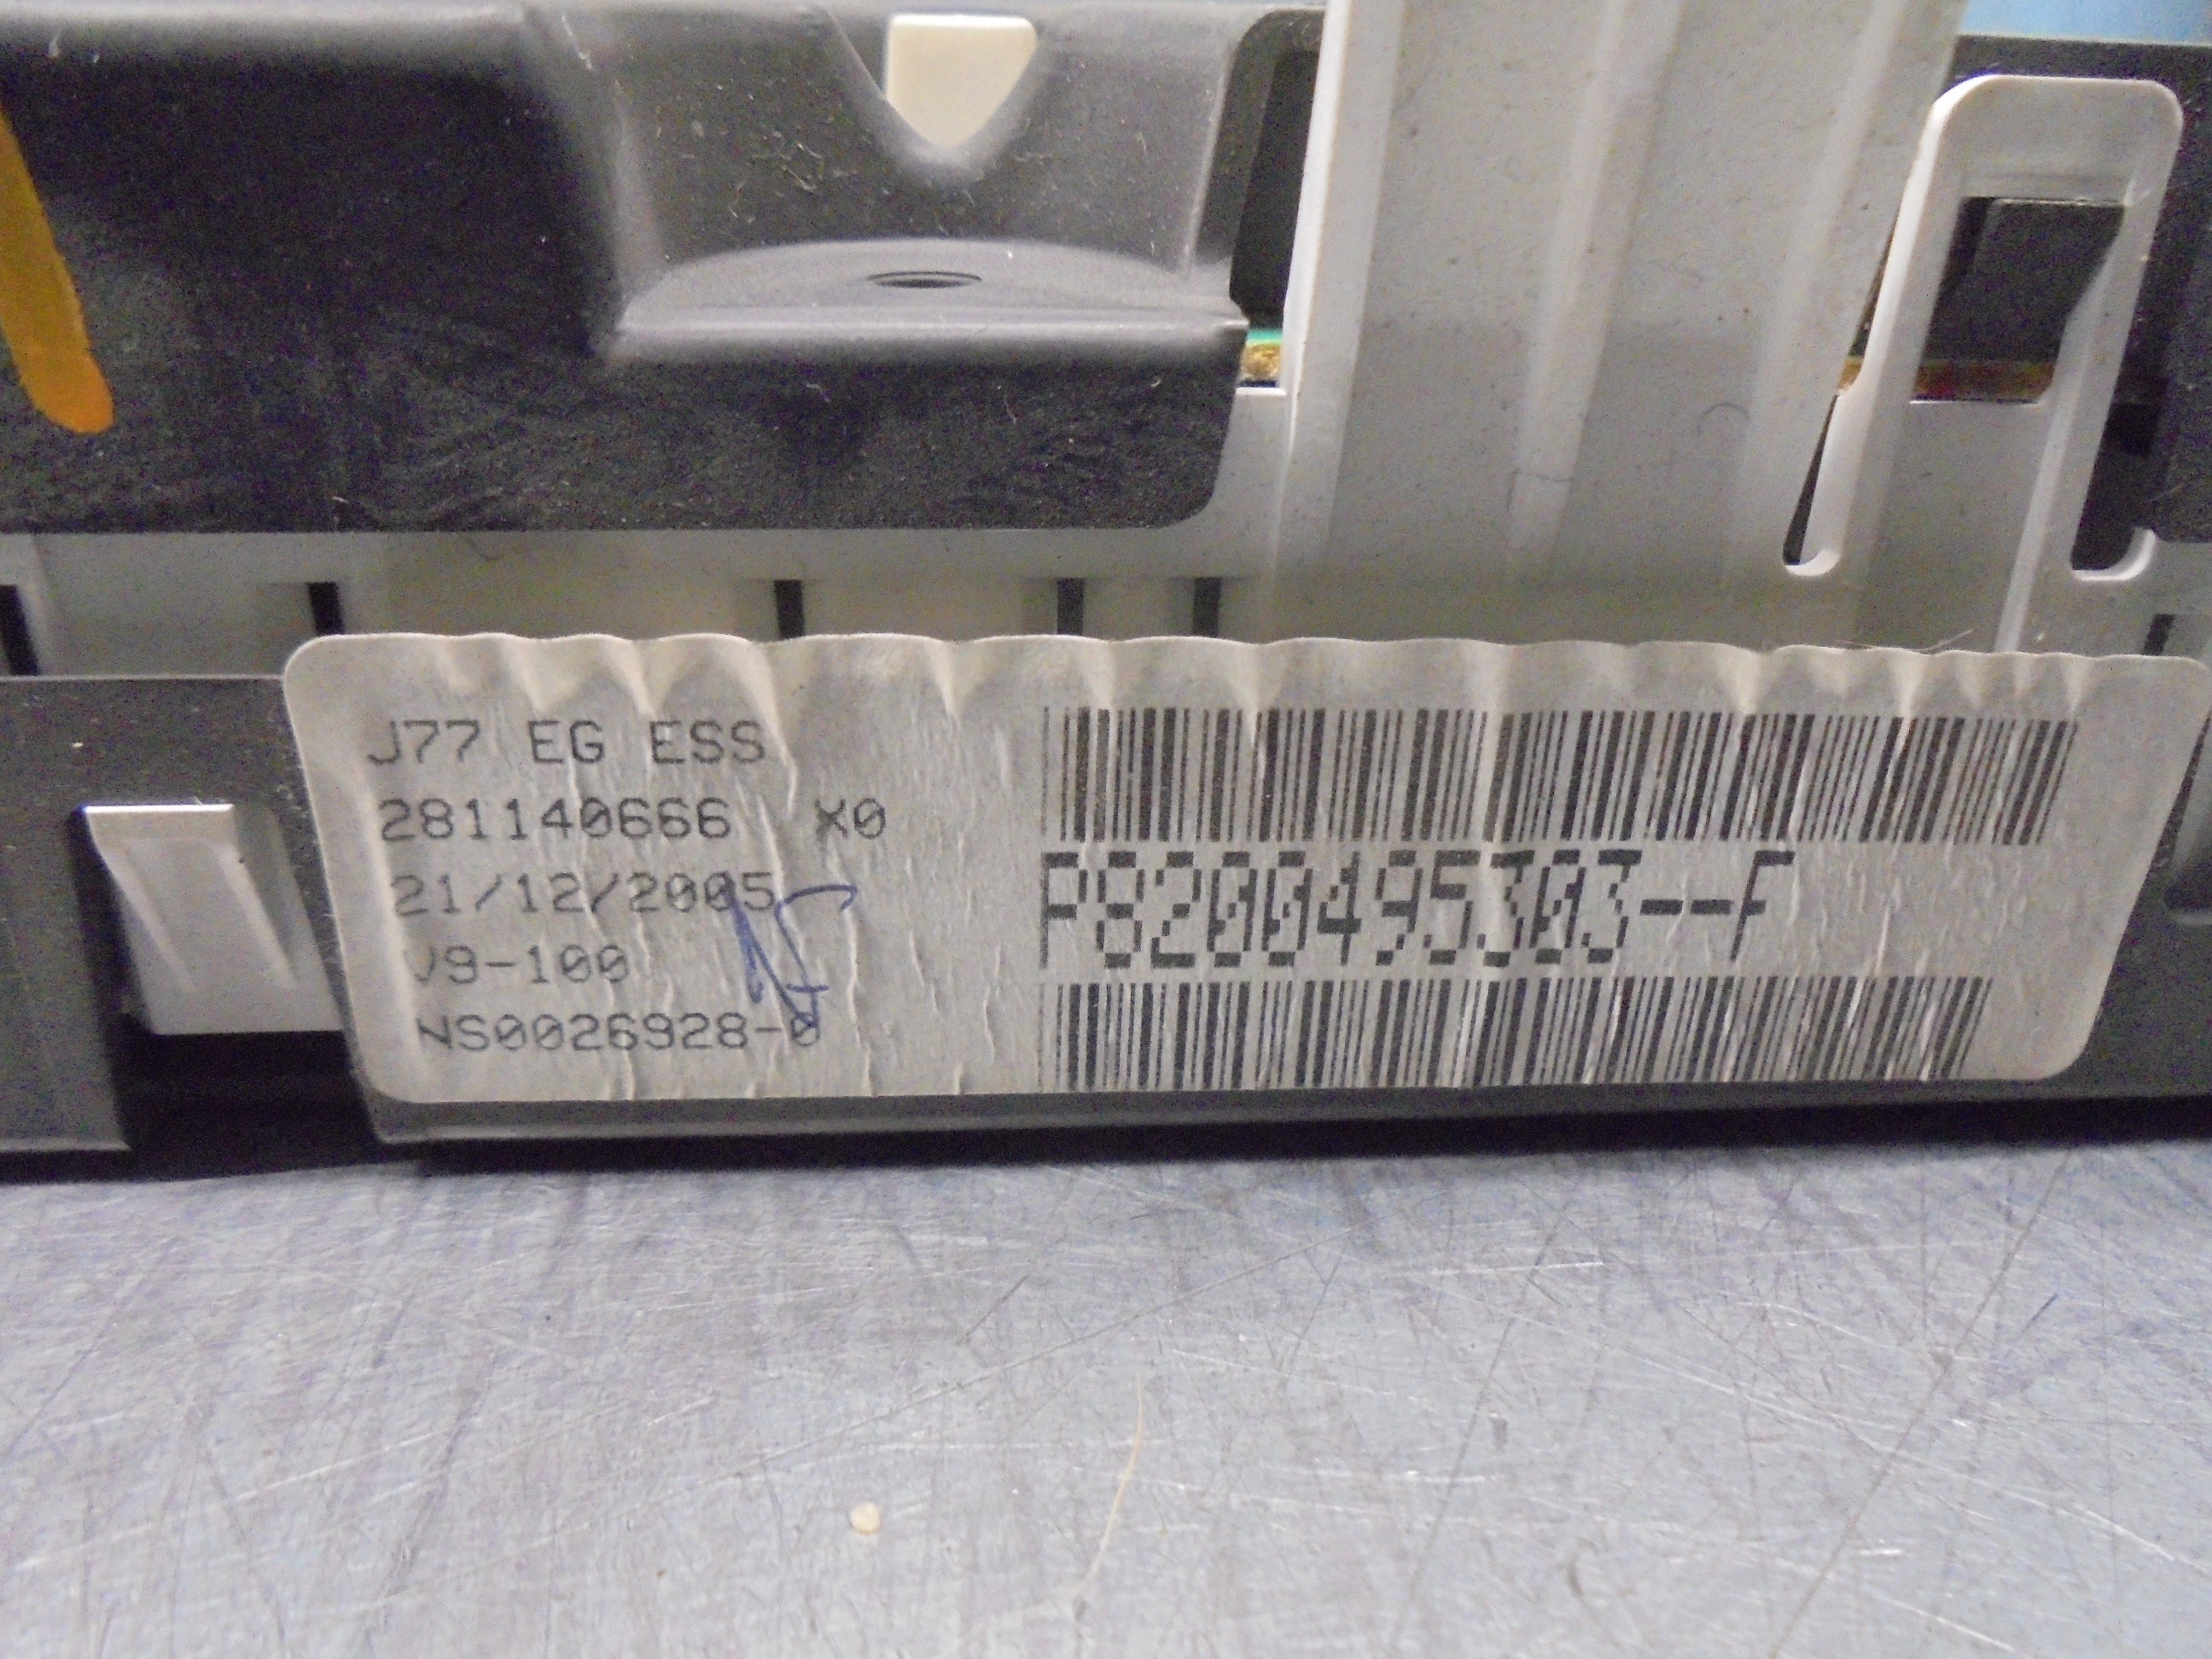 J77 EG ESS
281140666 X0
21/12/2005
V9-100
NS0026928-0
P8200495303--F